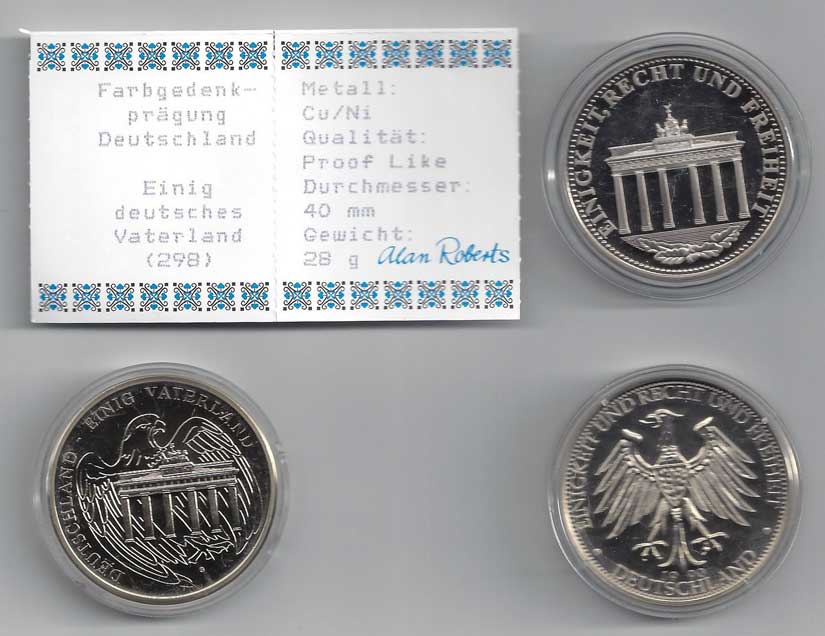 Farbgedenk-
prägung
Deutschland
Einig
deutsches
Vaterland
(298)
Metall:
Cu/Ni
Qualität:
Proof Like
Durchmesser:
40 mm
Gewicht:
28 g Alan Roberts
EINIGKEIT, RECHT UND FREIHEIT
DEUTSCHLAND · EINIG VATERLAND
EINIGKEIT UND RECHT UND FREIHEIT
DEUTSCHLAND